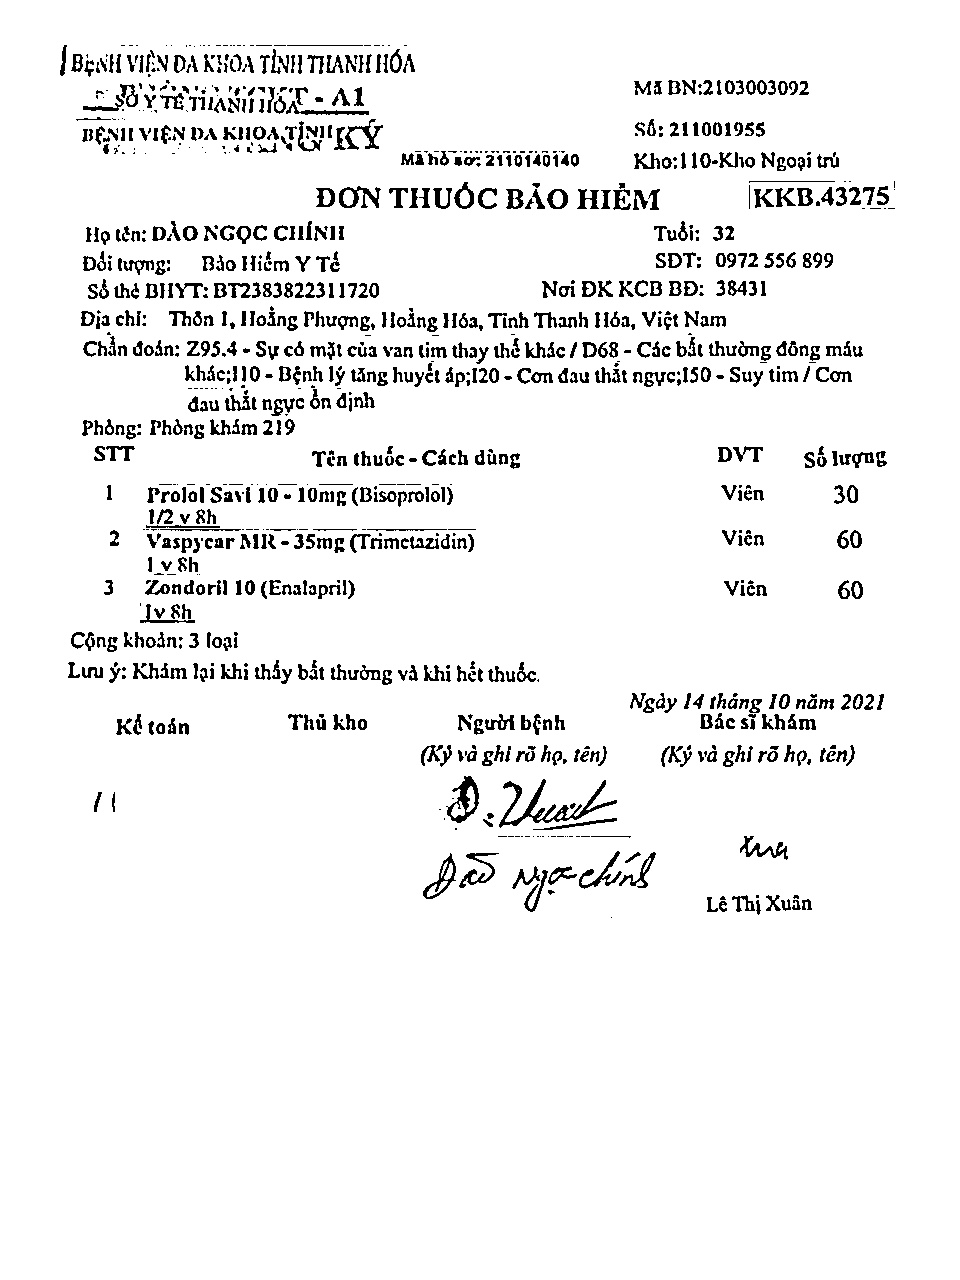 BỆNH VIỆN ĐA KHOA TỈNH THANH HÓA
SỞ Y TẾ THANH HÓA - A1
BỆNH VIỆN ĐA KHOA TỈNH KÝ
Mã BN:2103003092
Số: 211001955
Mã hồ sơ: 2110140140
Kho:110-Kho Ngoại trú
ĐƠN THUỐC BẢO HIỂM
KKB.43275
Họ tên: ĐÀO NGỌC CHÍNH
Tuổi: 32
Đối tượng: Bảo Hiểm Y Tế
SĐT: 0972 556 899
Số thẻ BHYT: BT2383822311720
Nơi ĐK KCB BĐ: 38431
Địa chỉ: Thôn 1, Hoằng Phượng, Hoằng Hóa, Tỉnh Thanh Hóa, Việt Nam
Chẩn đoán: Z95.4 - Sự có mặt của van tim thay thế khác / D68 - Các bất thường đông máu
khác;I10 - Bệnh lý tăng huyết áp;I20 - Cơn đau thắt ngực;I50 - Suy tim / Cơn
đau thắt ngực ổn định
Phòng: Phòng khám 219
STT Tên thuốc - Cách dùng ĐVT Số lượng
1 Prolol Savi 10 - 10mg (Bisoprolol) Viên 30
1/2 v 8h
2 Vaspycar MR - 35mg (Trimetazidin) Viên 60
1 v 8h
3 Zondoril 10 (Enalapril) Viên 60
1v 8h
Cộng khoản: 3 loại
Lưu ý: Khám lại khi thấy bất thường và khi hết thuốc.
Ngày 14 tháng 10 năm 2021
Kế toán Thủ kho Người bệnh Bác sĩ khám
(Ký và ghi rõ họ, tên) (Ký và ghi rõ họ, tên)
Đào Ngọc Chính
Lê Thị Xuân